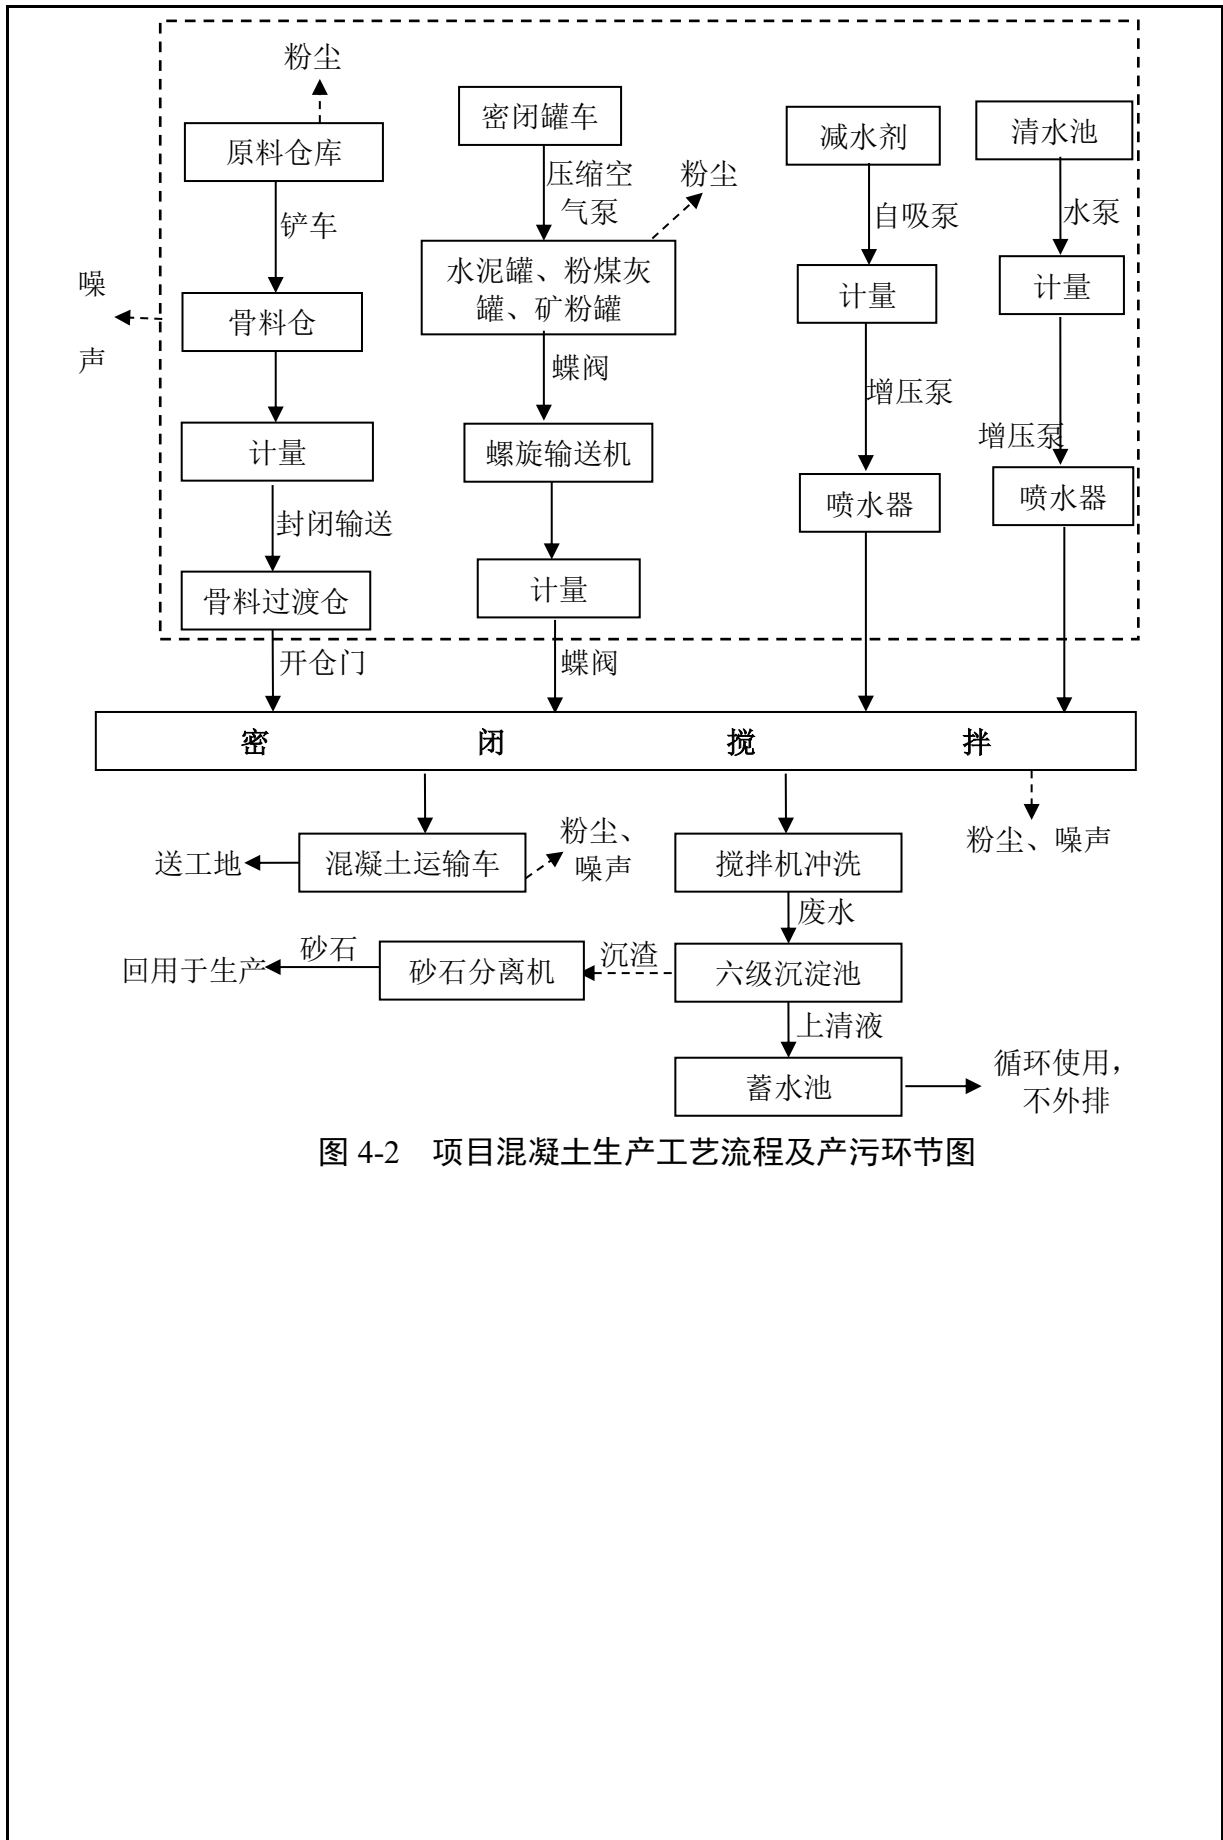 粉尘
密闭罐车
减水剂
清水池
原料仓库
压缩空
气泵
粉尘
铲车
自吸泵
水泵
噪
声
水泥罐、粉煤灰
罐、矿粉罐
计量
计量
骨料仓
蝶阀
增压泵
增压泵
计量
螺旋输送机
喷水器
喷水器
封闭输送
骨料过渡仓
计量
开仓门
蝶阀
密 闭 搅 拌
送工地
混凝土运输车
粉尘、
噪声
搅拌机冲洗
粉尘、噪声
废水
回用于生产
砂石
砂石分离机
沉渣
六级沉淀池
上清液
蓄水池
循环使用，
不外排
图 4-2 项目混凝土生产工艺流程及产污环节图